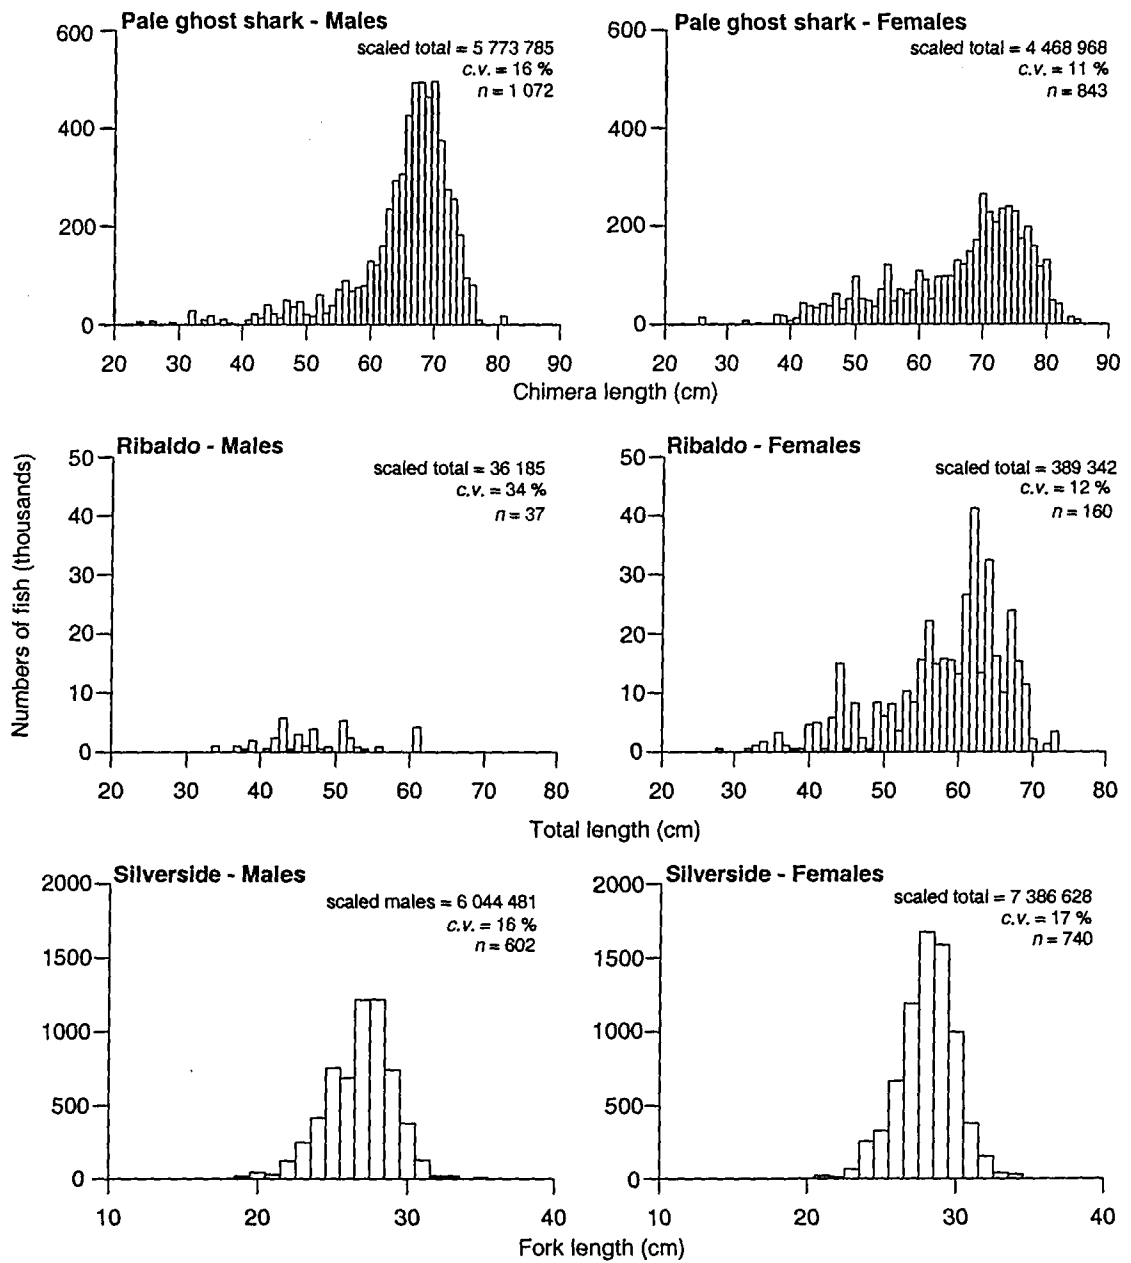 Pale ghost shark - Males
scaled total = 5 773 785
c.v. = 16 %
n = 1 072
600
400
200
0
20 30 40 50 60 70 80 90
Pale ghost shark - Females
scaled total = 4 468 968
c.v. = 11 %
n = 843
600
400
200
0
20 30 40 50 60 70 80 90
Chimera length (cm)
Numbers of fish (thousands)
Ribaldo - Males
scaled total = 36 185
c.v. = 34 %
n = 37
50
40
30
20
10
0
20 30 40 50 60 70 80
Ribaldo - Females
scaled total = 389 342
c.v. = 12 %
n = 160
50
40
30
20
10
0
20 30 40 50 60 70 80
Total length (cm)
Silverside - Males
scaled males = 6 044 481
c.v. = 16 %
n = 602
2000
1500
1000
500
0
10 20 30 40
Silverside - Females
scaled total = 7 386 628
c.v. = 17 %
n = 740
2000
1500
1000
500
0
10 20 30 40
Fork length (cm)